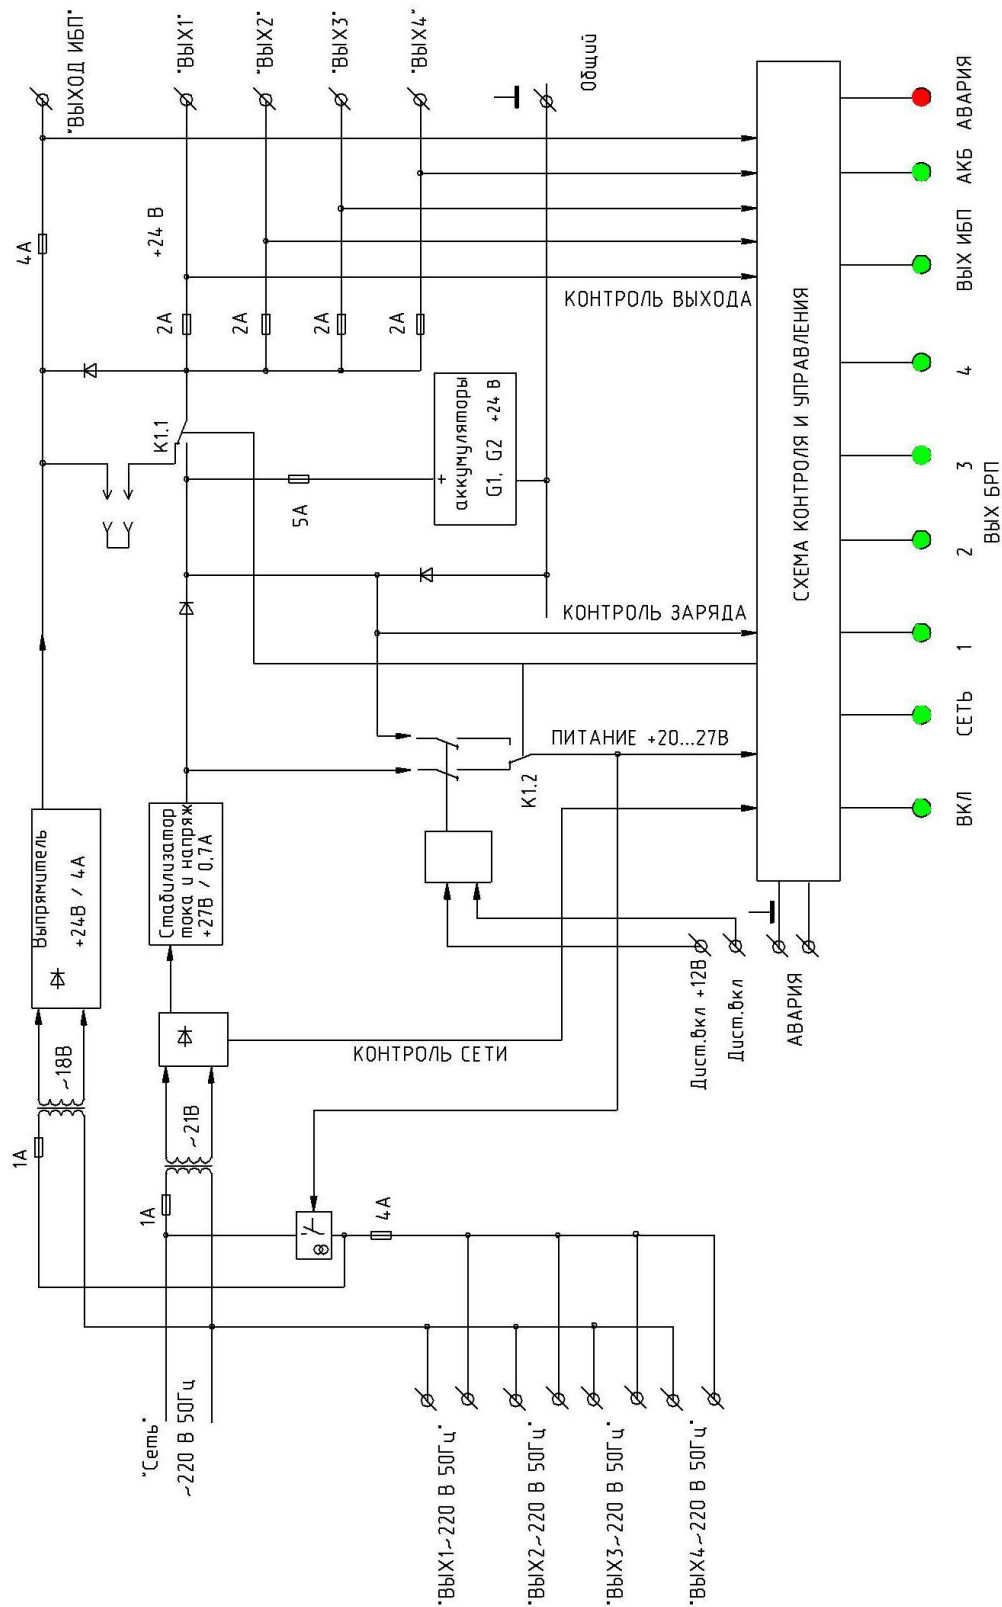 "ВЫХОД ИБП"
"ВЫХ1"
"ВЫХ2"
"ВЫХ3"
"ВЫХ4"
Общий
4А
+24 В
2А
2А
2А
2А
КОНТРОЛЬ ВЫХОДА
К1.1
5А
+
аккумуляторы
G1, G2 +24 В
КОНТРОЛЬ ЗАРЯДА
ПИТАНИЕ +20...27В
К1.2
Выпрямитель
+24В / 4А
Стабилизатор
тока и напряж
+27В / 0,7А
КОНТРОЛЬ СЕТИ
~18В
~21В
1А
1А
4А
"Сеть"
~220 В 50Гц
"ВЫХ1~220 В 50Гц"
"ВЫХ2~220 В 50Гц"
"ВЫХ3~220 В 50Гц"
"ВЫХ4~220 В 50Гц"
Дист.вкл +12В
Дист.вкл
АВАРИЯ
СХЕМА КОНТРОЛЯ И УПРАВЛЕНИЯ
ВКЛ
СЕТЬ
1
2
3
4
ВЫХ БРП
ВЫХ ИБП
АКБ
АВАРИЯ